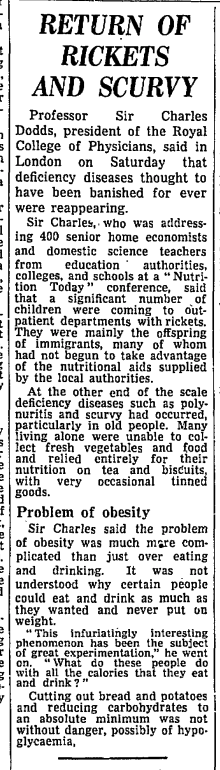 RETURN OF
RICKETS
AND SCURVY
Professor Sir Charles
Dodds, president of the Royal
College of Physicians, said in
London on Saturday that
deficiency diseases thought to
have been banished for ever
were reappearing.
Sir Charles, who was address-
ing 400 senior home economists
and domestic science teachers
from education authorities,
colleges, and schools at a "Nutri-
tion Today" conference, said
that a significant number of
children were coming to out-
patient departments with rickets.
They were mainly the offspring
of immigrants, many of whom
had not begun to take advantage
of the nutritional aids supplied
by the local authorities.
At the other end of the scale
deficiency diseases such as poly-
nuritis and scurvy had occurred,
particularly in old people. Many
living alone were unable to col-
lect fresh vegetables and food
and relied entirely for their
nutrition on tea and biscuits,
with very occasional tinned
goods.
Problem of obesity
Sir Charles said the problem
of obesity was much more com-
plicated than just over eating
and drinking. It was not
understood why certain people
could eat and drink as much as
they wanted and never put on
weight.
"This infuriatingly interesting
phenomenon has been the subject
of great experimentation," he went
on. "What do these people do
with all the calories that they eat
and drink?"
Cutting out bread and potatoes
and reducing carbohydrates to
an absolute minimum was not
without danger, possibly of hypo-
glycaemia,